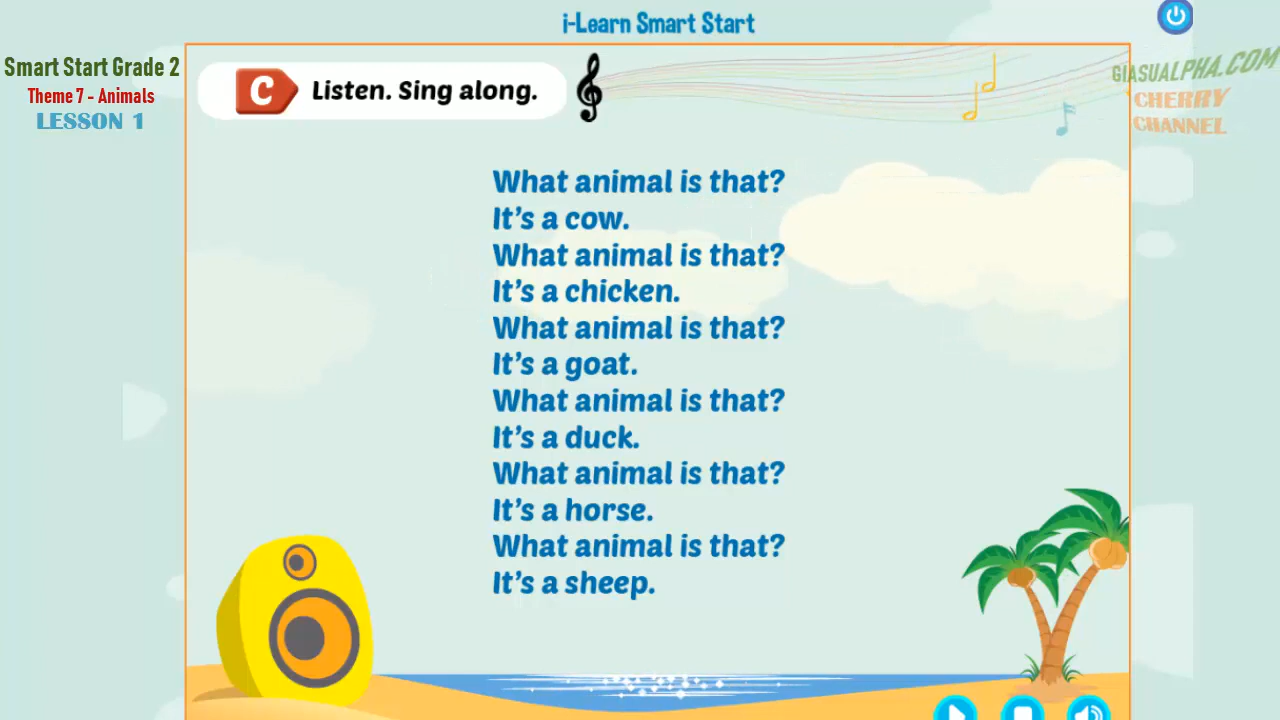 i-Learn Smart Start
Smart Start Grade 2
Theme 7 - Animals
LESSON 1
C Listen. Sing along.
GIASUALPHA.COM
CHERRY
CHANNEL
What animal is that?
It's a cow.
What animal is that?
It's a chicken.
What animal is that?
It's a goat.
What animal is that?
It's a duck.
What animal is that?
It's a horse.
What animal is that?
It's a sheep.